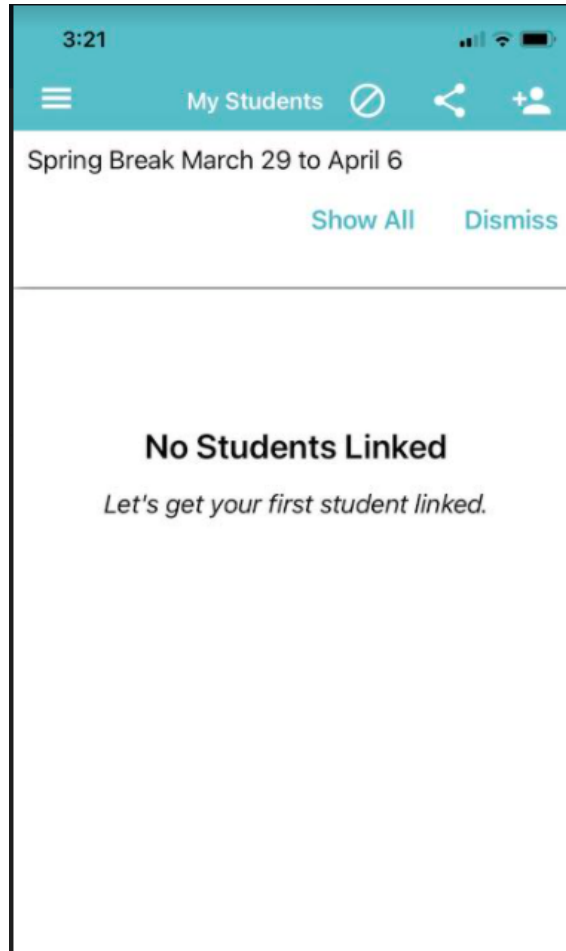 3:21
My Students
Spring Break March 29 to April 6
Show All Dismiss
No Students Linked
Let's get your first student linked.